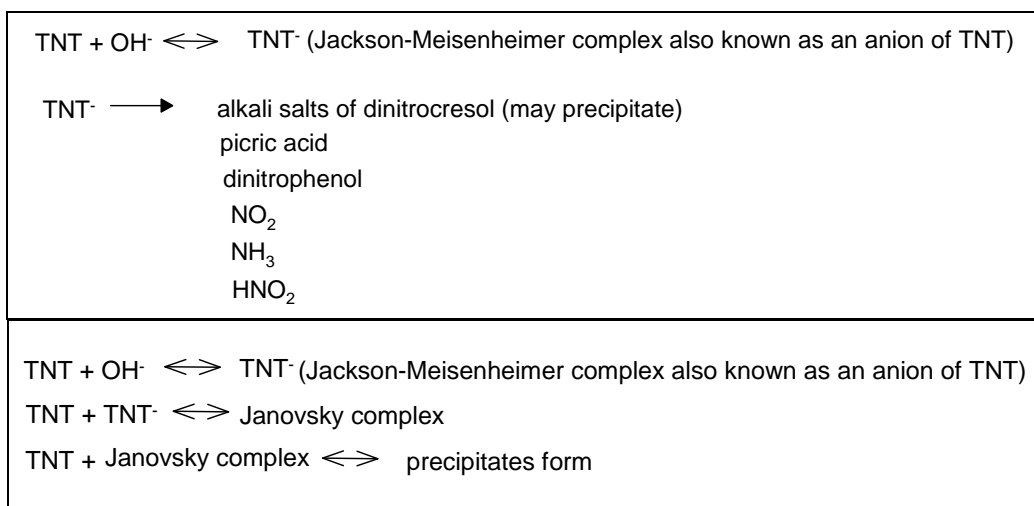 TNT + OH- <=> TNT- (Jackson-Meisenheimer complex also known as an anion of TNT)
TNT- → alkali salts of dinitrocresol (may precipitate)
picric acid
dinitrophenol
NO2
NH3
HNO2
TNT + OH- <=> TNT- (Jackson-Meisenheimer complex also known as an anion of TNT)
TNT + TNT- <=> Janovsky complex
TNT + Janovsky complex <=> precipitates form